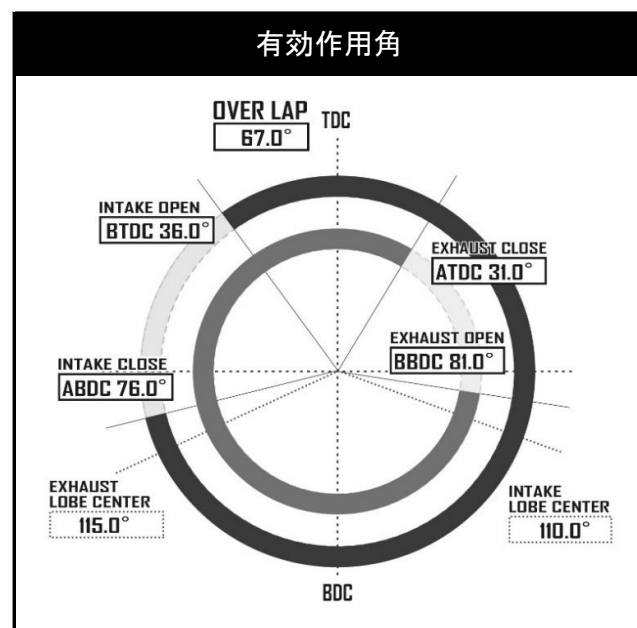 有効作用角
OVER LAP
67.0°
TDC
INTAKE OPEN
BTDC 36.0°
EXHAUST CLOSE
ATDC 31.0°
EXHAUST OPEN
BBDC 81.0°
INTAKE CLOSE
ABDC 76.0°
EXHAUST
LOBE CENTER
115.0°
INTAKE
LOBE CENTER
110.0°
BDC